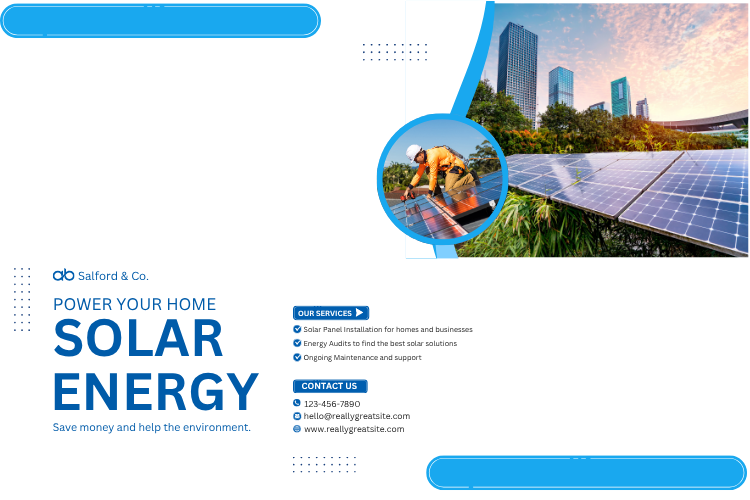 Salford & Co.
POWER YOUR HOME
SOLAR
ENERGY
Save money and help the environment.
OUR SERVICES
Solar Panel Installation for homes and businesses
Energy Audits to find the best solar solutions
Ongoing Maintenance and support
CONTACT US
123-456-7890
hello@reallygreatsite.com
www.reallygreatsite.com